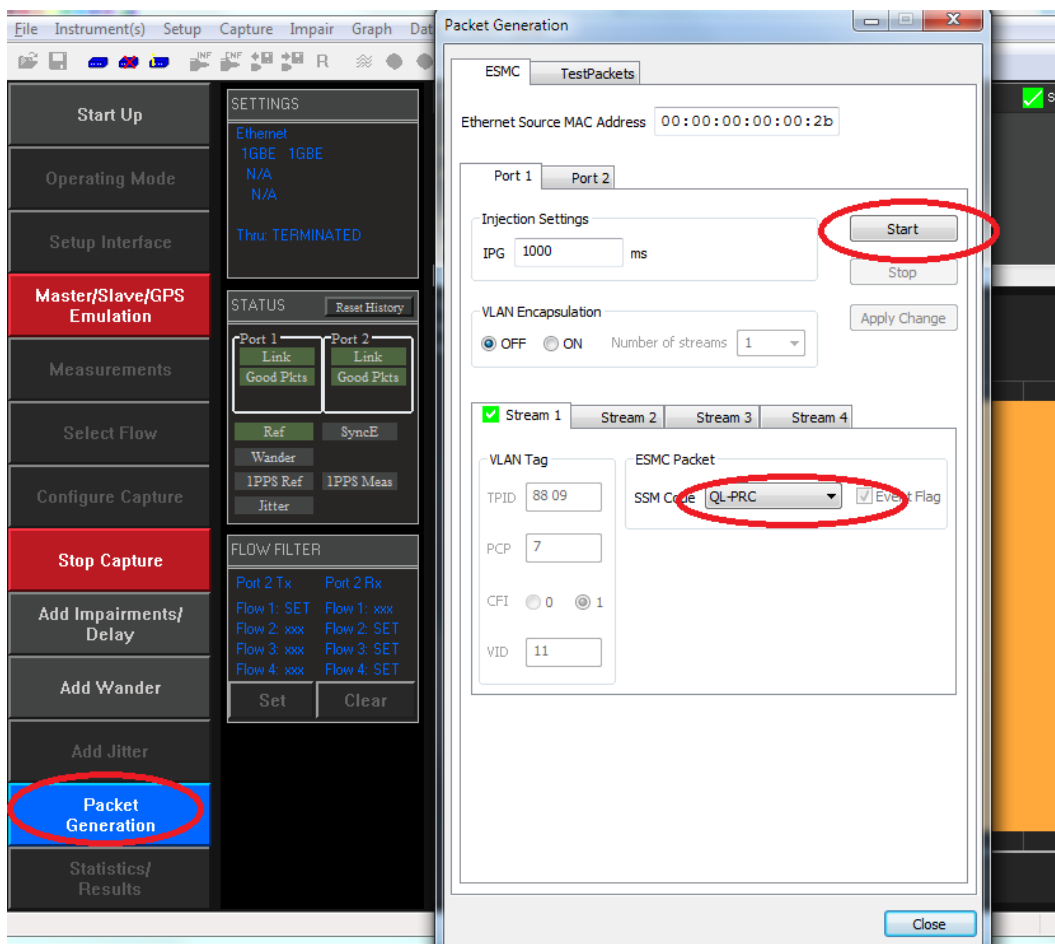 File Instrument(s) Setup Capture Impair Graph
R
Start Up
Operating Mode
Setup Interface
Master/Slave/GPS
Emulation
Measurements
Select Flow
Configure Capture
Stop Capture
Add Impairments/
Delay
Add Wander
Add Jitter
Packet
Generation
Statistics/
Results
SETTINGS
Ethernet
1GBE 1GBE
N/A
N/A
Thru: TERMINATED
STATUS Reset History
Port 1 Port 2
Link Link
Good Pkts Good Pkts
Ref SyncE
Wander
1PPS Ref 1PPS Meas
Jitter
FLOW FILTER
Port 2 Tx Port 2 Rx
Flow 1: SET Flow 1: xxx
Flow 2: xxx Flow 2: SET
Flow 3: xxx Flow 3: SET
Flow 4: xxx Flow 4: SET
Set Clear
Packet Generation
ESMC TestPackets
Ethernet Source MAC Address 00:00:00:00:00:2b
Port 1 Port 2
Injection Settings
IPG 1000 ms
Start
Stop
Apply Change
VLAN Encapsulation
OFF ON Number of streams 1
Stream 1 Stream 2 Stream 3 Stream 4
VLAN Tag
TPID 88 09
PCP 7
CFI 0 1
VID 11
ESMC Packet
SSM Code QL-PRC Event Flag
Close